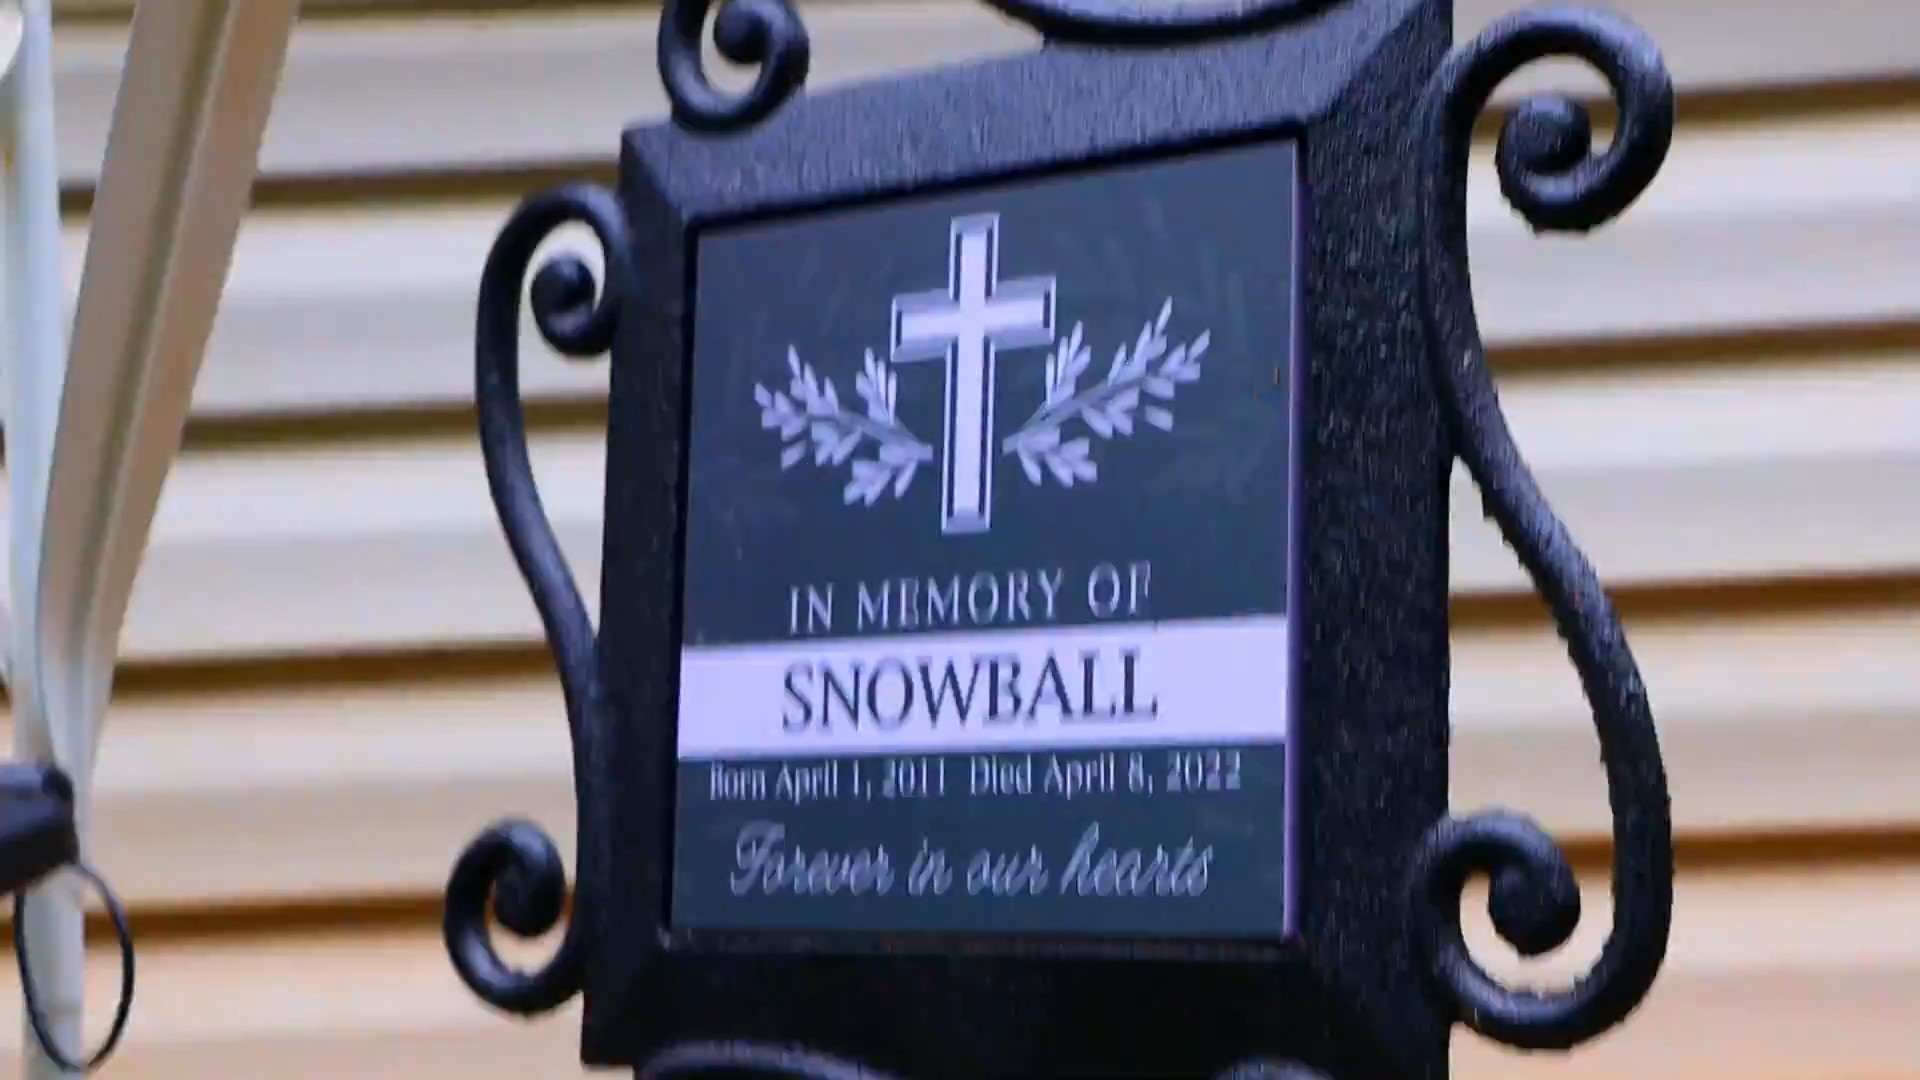 IN MEMORY OF
SNOWBALL
Born April 1, 2011 Died April 8, 2022
Forever in our hearts